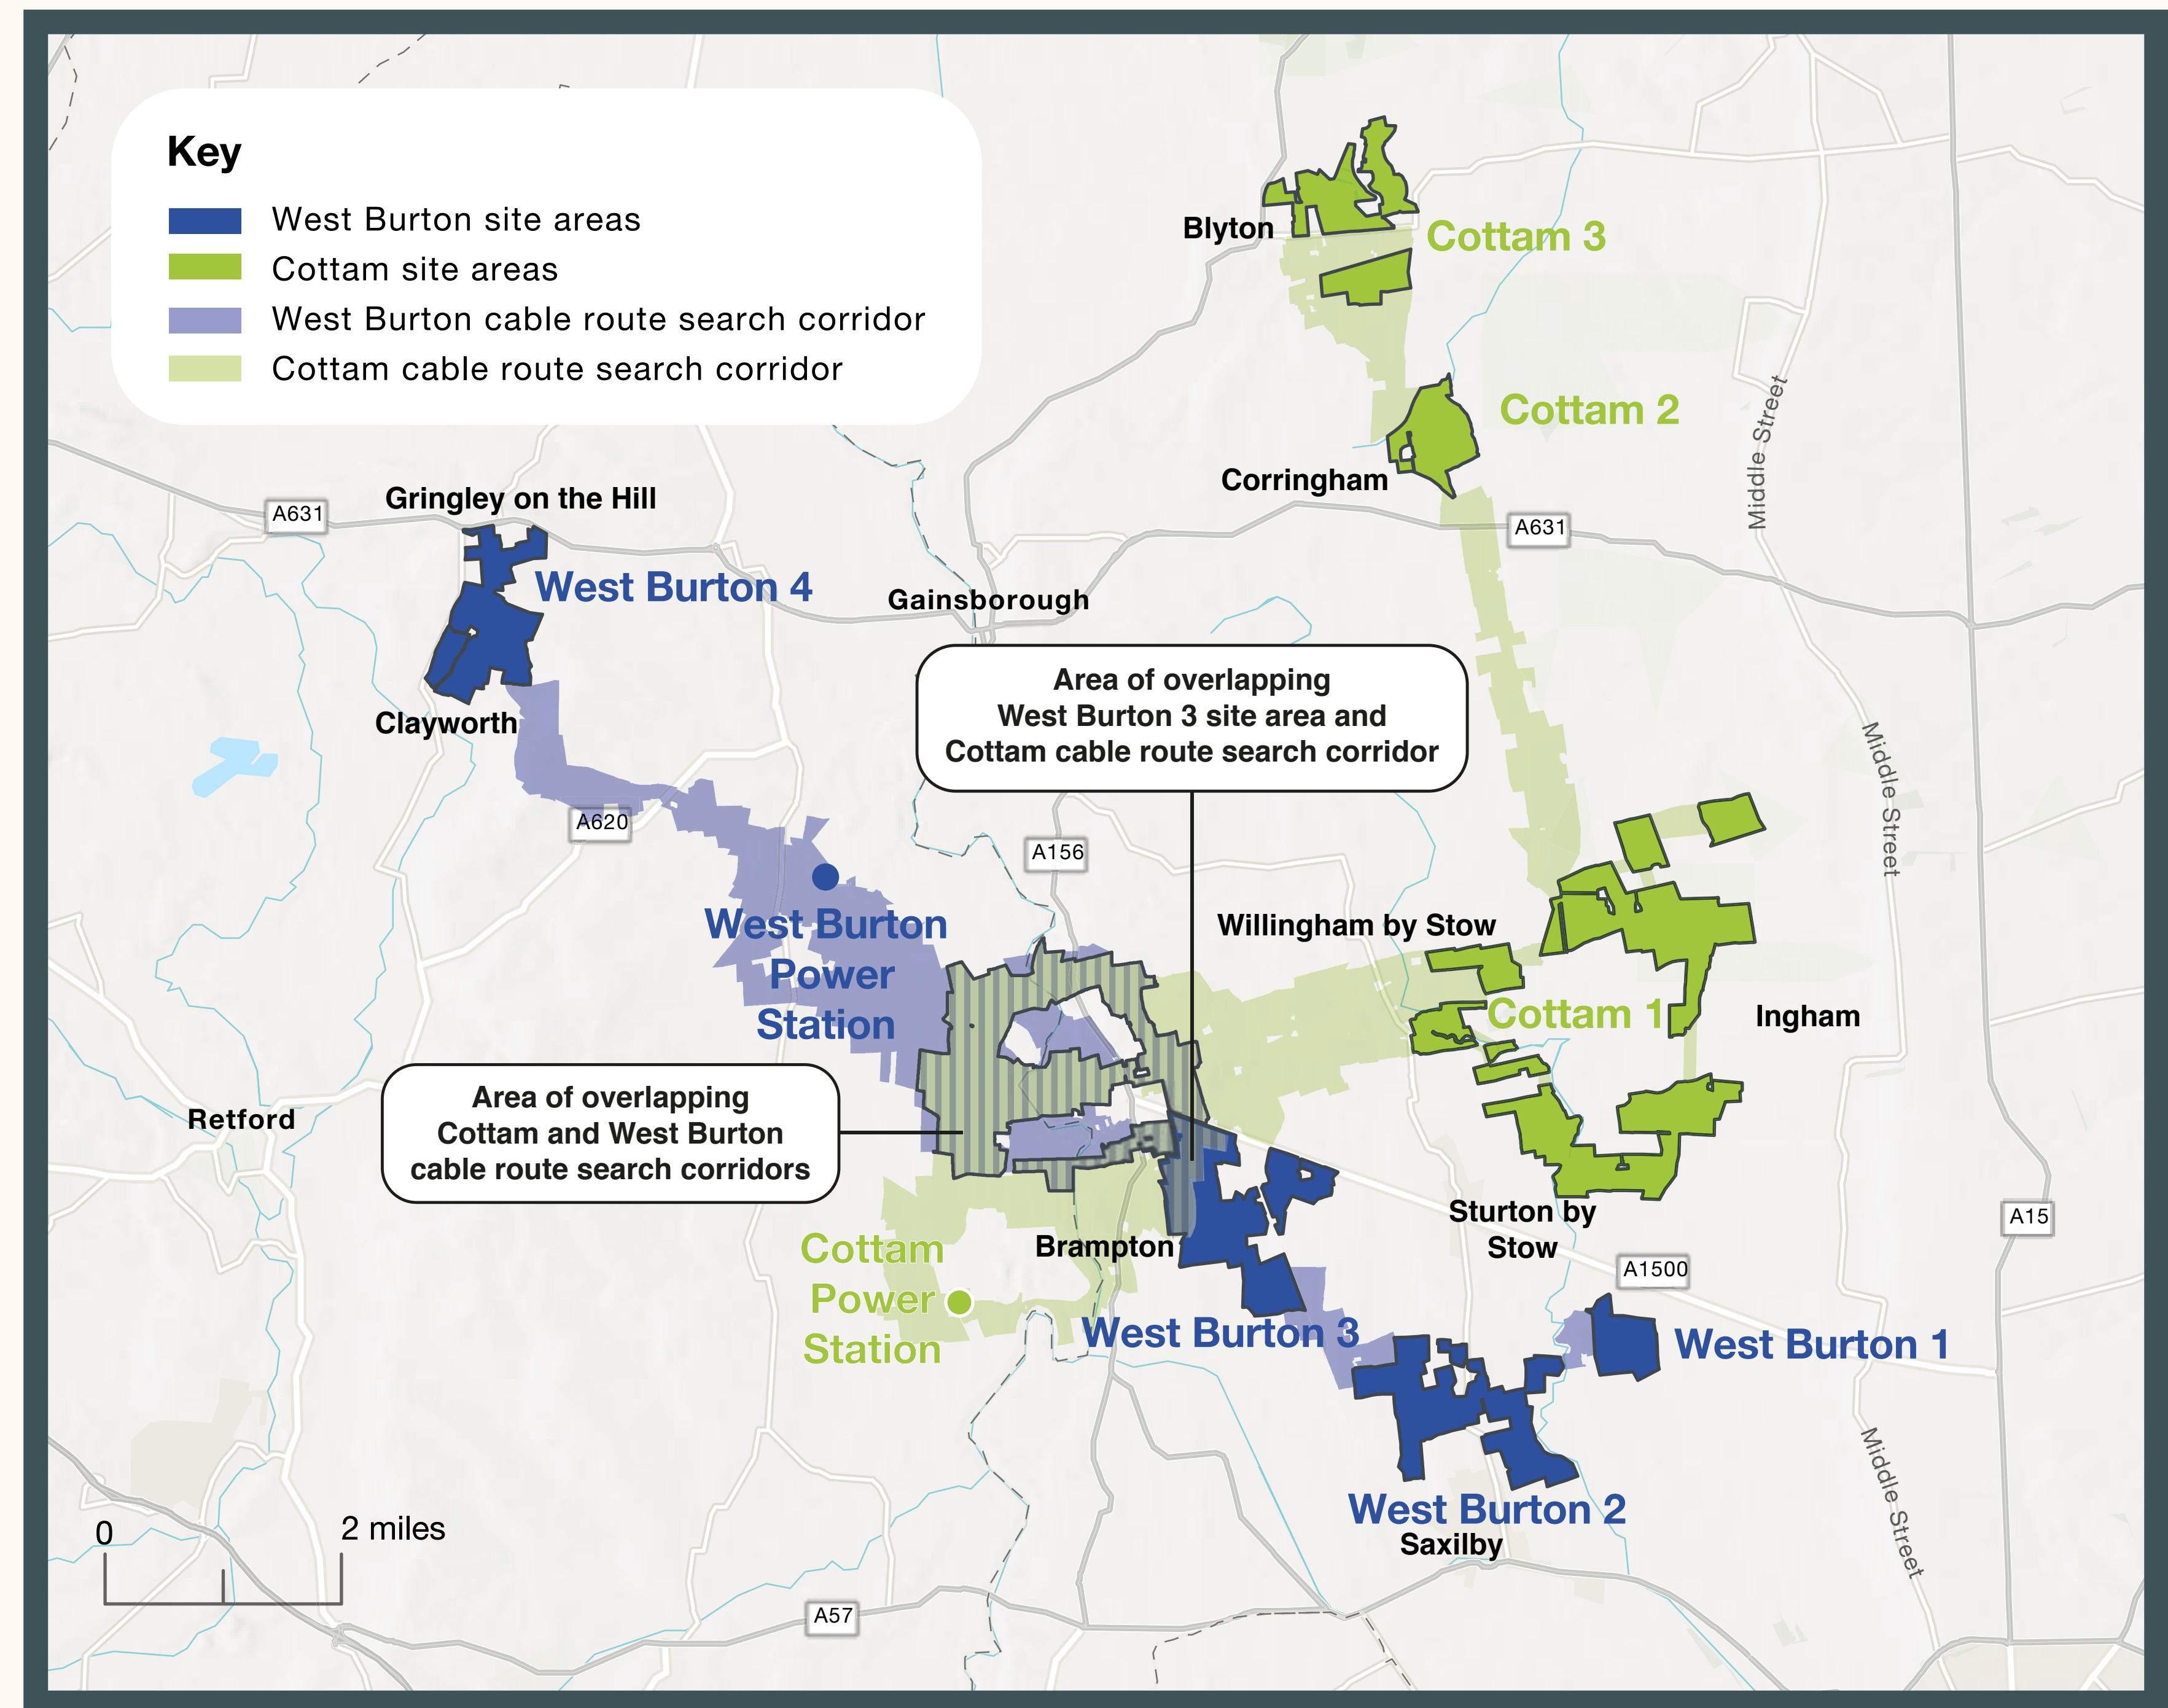 Key
West Burton site areas
Cottam site areas
West Burton cable route search corridor
Cottam cable route search corridor
Blyton
Cottam 3
Cottam 2
Middle Street
Corringham
Gringley on the Hill
A631
A631
West Burton 4
Gainsborough
Area of overlapping
West Burton 3 site area and
Cottam cable route search corridor
Clayworth
Middle Street
A620
A156
West Burton
Power
Station
Willingham by Stow
Cottam 1
Ingham
Area of overlapping
Cottam and West Burton
cable route search corridors
Retford
Sturton by
Stow
A15
Brampton
Cottam
Power
Station
A1500
West Burton 3
West Burton 1
Middle Street
West Burton 2
Saxilby
0
2 miles
A57